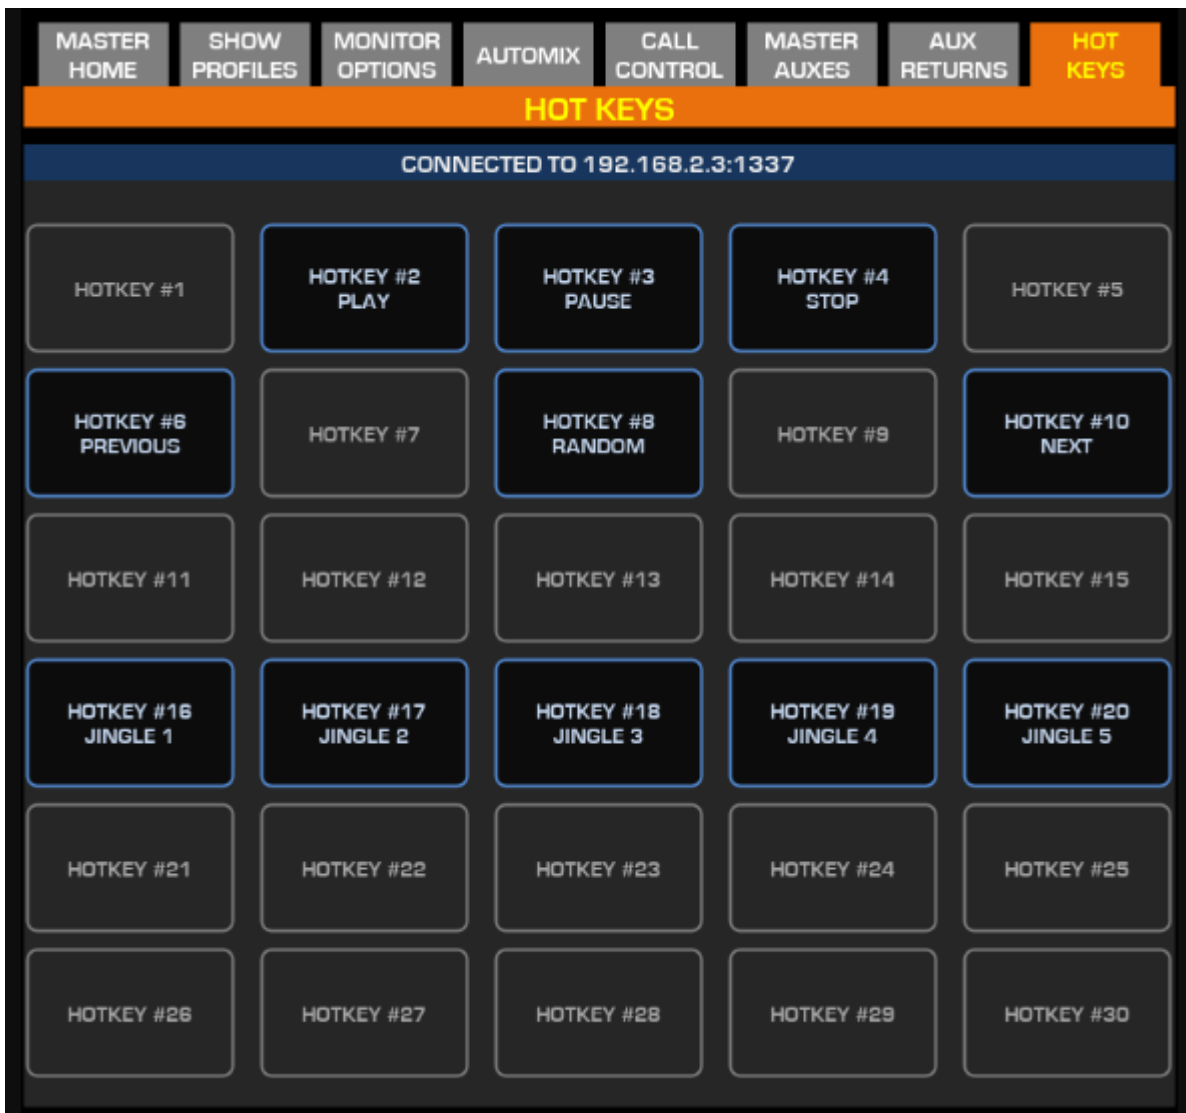 MASTER
HOME
SHOW
PROFILES
MONITOR
OPTIONS
AUTOMIX
CALL
CONTROL
MASTER
AUXES
AUX
RETURNS
HOT
KEYS
HOT KEYS
CONNECTED TO 192.168.2.3:1337
HOTKEY #1
HOTKEY #2
PLAY
HOTKEY #3
PAUSE
HOTKEY #4
STOP
HOTKEY #5
HOTKEY #6
PREVIOUS
HOTKEY #7
HOTKEY #8
RANDOM
HOTKEY #9
HOTKEY #10
NEXT
HOTKEY #11
HOTKEY #12
HOTKEY #13
HOTKEY #14
HOTKEY #15
HOTKEY #16
JINGLE 1
HOTKEY #17
JINGLE 2
HOTKEY #18
JINGLE 3
HOTKEY #19
JINGLE 4
HOTKEY #20
JINGLE 5
HOTKEY #21
HOTKEY #22
HOTKEY #23
HOTKEY #24
HOTKEY #25
HOTKEY #26
HOTKEY #27
HOTKEY #28
HOTKEY #29
HOTKEY #30